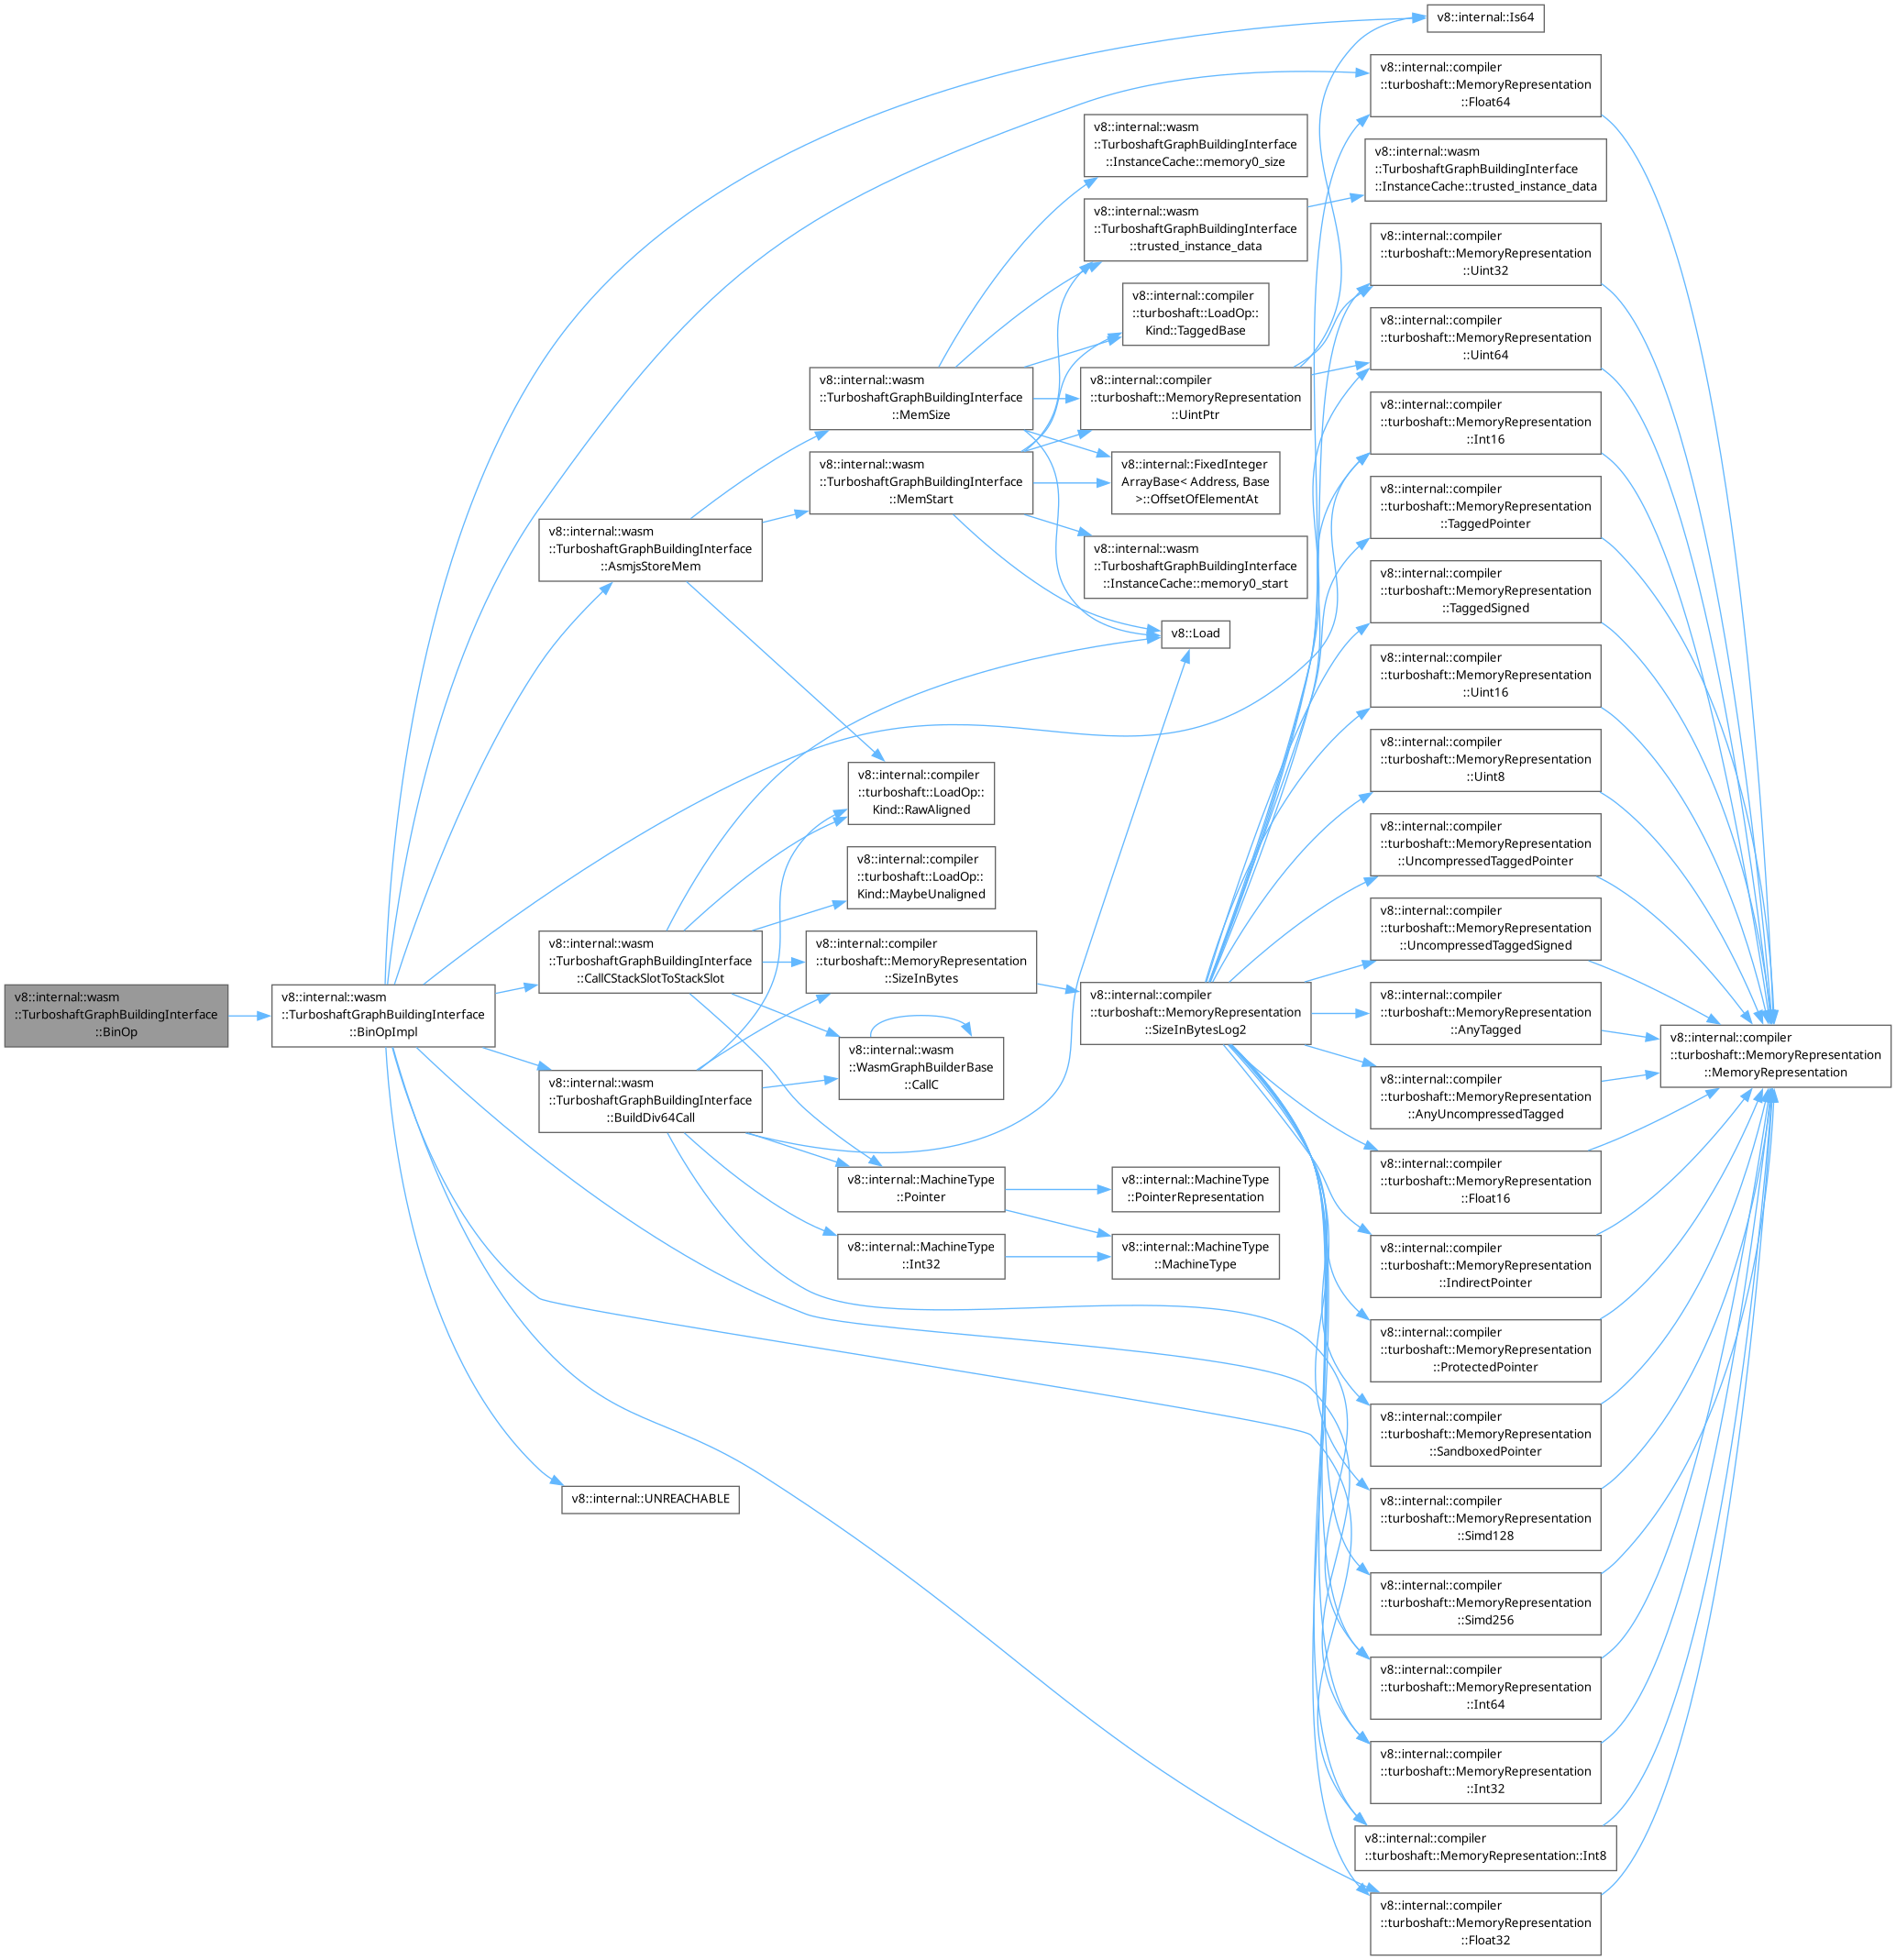 v8::internal::wasm
::TurboshaftGraphBuildingInterface
::BinOp
v8::internal::wasm
::TurboshaftGraphBuildingInterface
::BinOpImpl
v8::internal::wasm
::TurboshaftGraphBuildingInterface
::AsmjsStoreMem
v8::internal::wasm
::TurboshaftGraphBuildingInterface
::CallCStackSlotToStackSlot
v8::internal::wasm
::TurboshaftGraphBuildingInterface
::BuildDiv64Call
v8::internal::UNREACHABLE
v8::internal::wasm
::TurboshaftGraphBuildingInterface
::MemSize
v8::internal::wasm
::TurboshaftGraphBuildingInterface
::MemStart
v8::internal::compiler
::turboshaft::LoadOp::
Kind::RawAligned
v8::internal::compiler
::turboshaft::LoadOp::
Kind::MaybeUnaligned
v8::internal::compiler
::turboshaft::MemoryRepresentation
::SizeInBytes
v8::internal::wasm
::WasmGraphBuilderBase
::CallC
v8::internal::MachineType
::Pointer
v8::internal::MachineType
::Int32
v8::internal::wasm
::TurboshaftGraphBuildingInterface
::InstanceCache::memory0_size
v8::internal::wasm
::TurboshaftGraphBuildingInterface
::trusted_instance_data
v8::internal::compiler
::turboshaft::LoadOp::
Kind::TaggedBase
v8::internal::compiler
::turboshaft::MemoryRepresentation
::UintPtr
v8::internal::FixedInteger
ArrayBase< Address, Base
>::OffsetOfElementAt
v8::internal::wasm
::TurboshaftGraphBuildingInterface
::InstanceCache::memory0_start
v8::Load
v8::internal::compiler
::turboshaft::MemoryRepresentation
::SizeInBytesLog2
v8::internal::MachineType
::PointerRepresentation
v8::internal::MachineType
::MachineType
v8::internal::Is64
v8::internal::compiler
::turboshaft::MemoryRepresentation
::Float64
v8::internal::wasm
::TurboshaftGraphBuildingInterface
::InstanceCache::trusted_instance_data
v8::internal::compiler
::turboshaft::MemoryRepresentation
::Uint32
v8::internal::compiler
::turboshaft::MemoryRepresentation
::Uint64
v8::internal::compiler
::turboshaft::MemoryRepresentation
::Int16
v8::internal::compiler
::turboshaft::MemoryRepresentation
::TaggedPointer
v8::internal::compiler
::turboshaft::MemoryRepresentation
::TaggedSigned
v8::internal::compiler
::turboshaft::MemoryRepresentation
::Uint16
v8::internal::compiler
::turboshaft::MemoryRepresentation
::Uint8
v8::internal::compiler
::turboshaft::MemoryRepresentation
::UncompressedTaggedPointer
v8::internal::compiler
::turboshaft::MemoryRepresentation
::UncompressedTaggedSigned
v8::internal::compiler
::turboshaft::MemoryRepresentation
::AnyTagged
v8::internal::compiler
::turboshaft::MemoryRepresentation
::AnyUncompressedTagged
v8::internal::compiler
::turboshaft::MemoryRepresentation
::Float16
v8::internal::compiler
::turboshaft::MemoryRepresentation
::IndirectPointer
v8::internal::compiler
::turboshaft::MemoryRepresentation
::ProtectedPointer
v8::internal::compiler
::turboshaft::MemoryRepresentation
::SandboxedPointer
v8::internal::compiler
::turboshaft::MemoryRepresentation
::Simd128
v8::internal::compiler
::turboshaft::MemoryRepresentation
::Simd256
v8::internal::compiler
::turboshaft::MemoryRepresentation
::Int64
v8::internal::compiler
::turboshaft::MemoryRepresentation
::Int32
v8::internal::compiler
::turboshaft::MemoryRepresentation::Int8
v8::internal::compiler
::turboshaft::MemoryRepresentation
::Float32
v8::internal::compiler
::turboshaft::MemoryRepresentation
::MemoryRepresentation